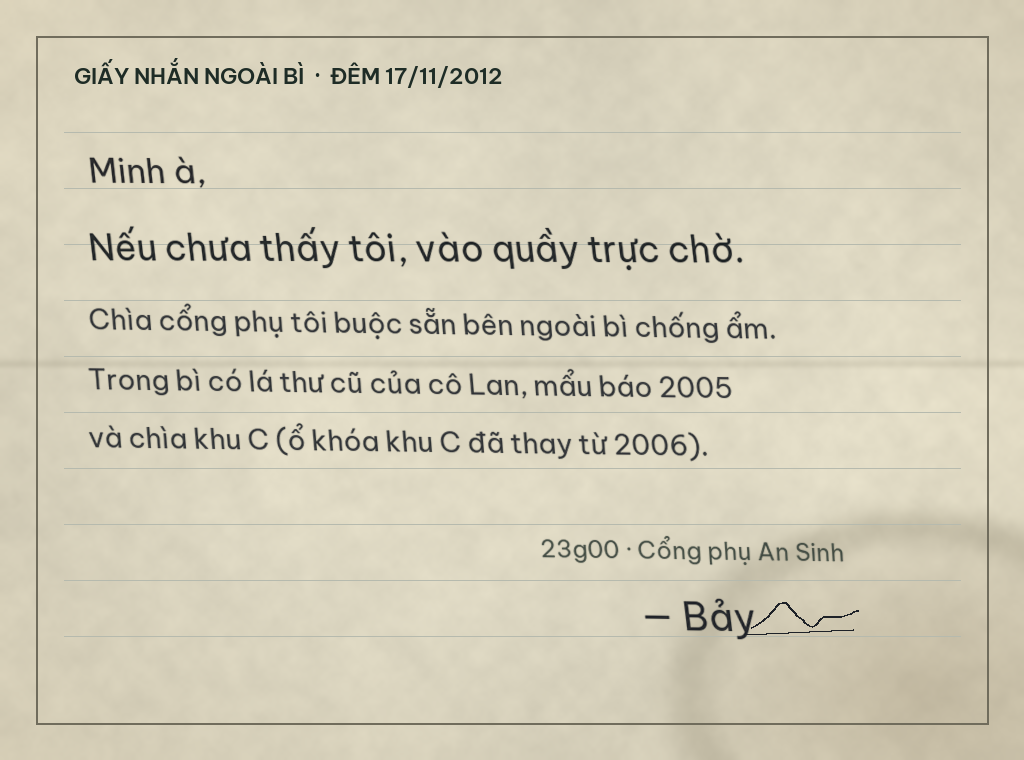 GIẤY NHẮN NGOÀI BÌ · ĐÊM 17/11/2012
Minh à,
Nếu chưa thấy tôi, vào quầy trực chờ.
Chìa cổng phụ tôi buộc sẵn bên ngoài bì chống ẩm.
Trong bì có lá thư cũ của cô Lan, mẩu báo 2005
và chìa khu C (ổ khóa khu C đã thay từ 2006).
23g00 · Cổng phụ An Sinh
— Bảy